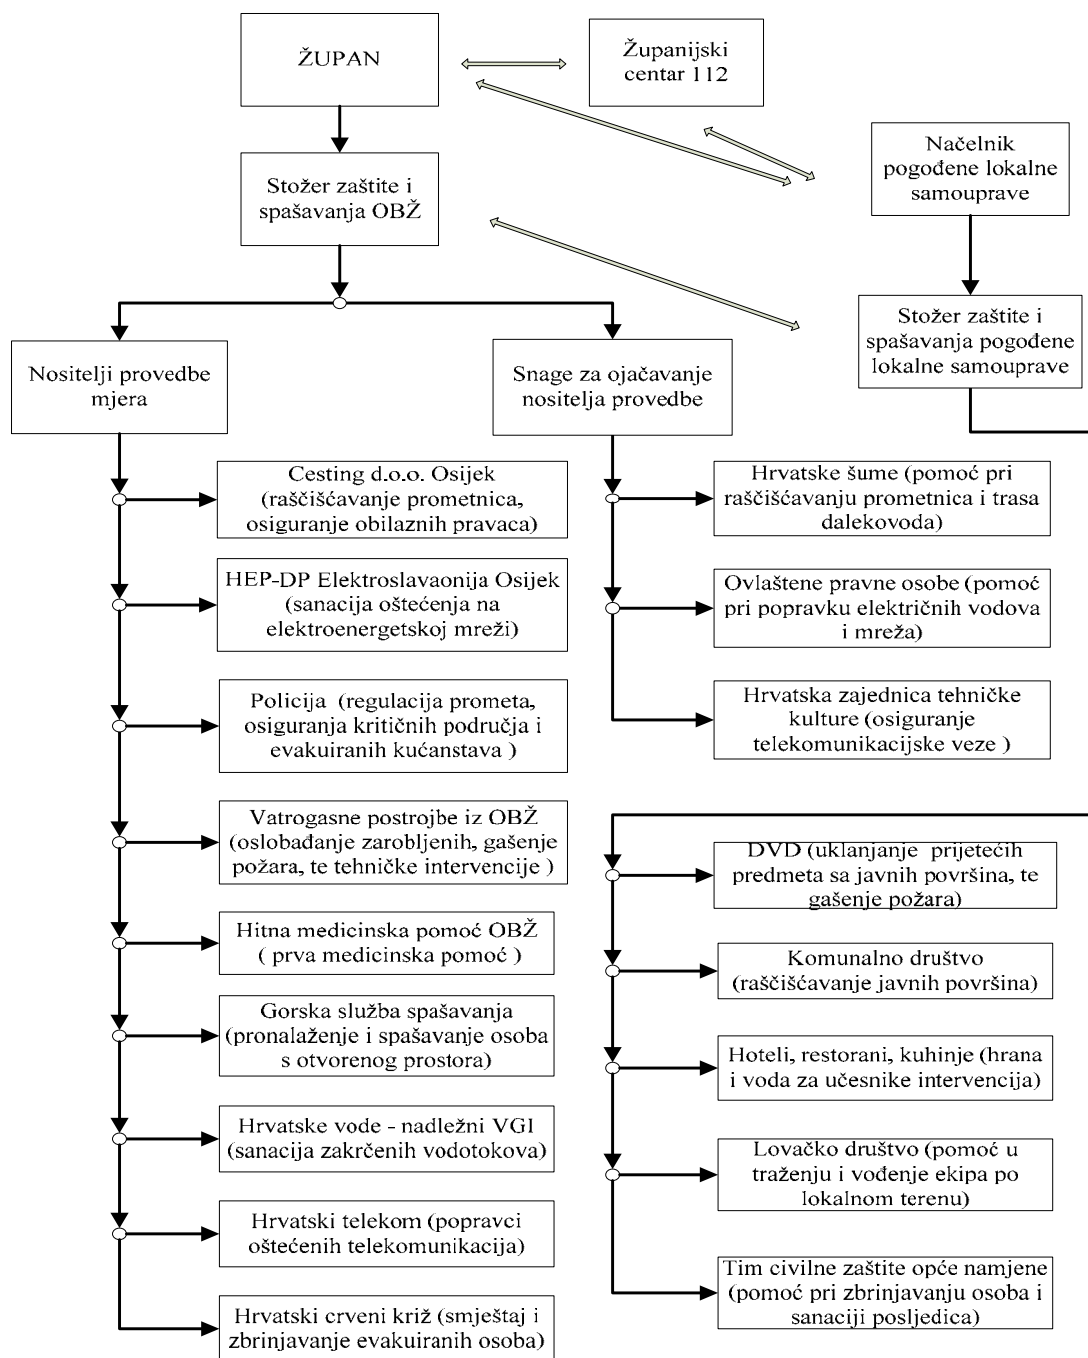 ŽUPAN
Županijski
centar 112
Načelnik
pogođene lokalne
samouprave
Stožer zaštite i
spašavanja OBŽ
Stožer zaštite i
spašavanja pogođene
lokalne samouprave
Nositelji provedbe
mjera
Snage za ojačavanje
nositelja provedbe
Cesting d.o.o. Osijek
(raščišćavanje prometnica,
osiguranje obilaznih pravaca)
HEP-DP Elektroslavaonija Osijek
(sanacija oštećenja na
elektroenergetskoj mreži)
Policija (regulacija prometa,
osiguranja kritičnih područja i
evakuiranih kućanstava )
Vatrogasne postrojbe iz OBŽ
(oslobađanje zarobljenih, gašenje
požara, te tehničke intervencije )
Hitna medicinska pomoć OBŽ
( prva medicinska pomoć )
Gorska služba spašavanja
(pronalaženje i spašavanje osoba
s otvorenog prostora)
Hrvatske vode - nadležni VGI
(sanacija zakrčenih vodotokova)
Hrvatski telekom (popravci
oštećenih telekomunikacija)
Hrvatski crveni križ (smještaj i
zbrinjavanje evakuiranih osoba)
Hrvatske šume (pomoć pri
raščišćavanju prometnica i trasa
dalekovoda)
Ovlaštene pravne osobe (pomoć
pri popravku električnih vodova
i mreža)
Hrvatska zajednica tehničke
kulture (osiguranje
telekomunikacijske veze )
DVD (uklanjanje prijetećih
predmeta sa javnih površina, te
gašenje požara)
Komunalno društvo
(raščišćavanje javnih površina)
Hoteli, restorani, kuhinje (hrana
i voda za učesnike intervencija)
Lovačko društvo (pomoć u
traženju i vođenje ekipa po
lokalnom terenu)
Tim civilne zaštite opće namjene
(pomoć pri zbrinjavanju osoba i
sanaciji posljedica)